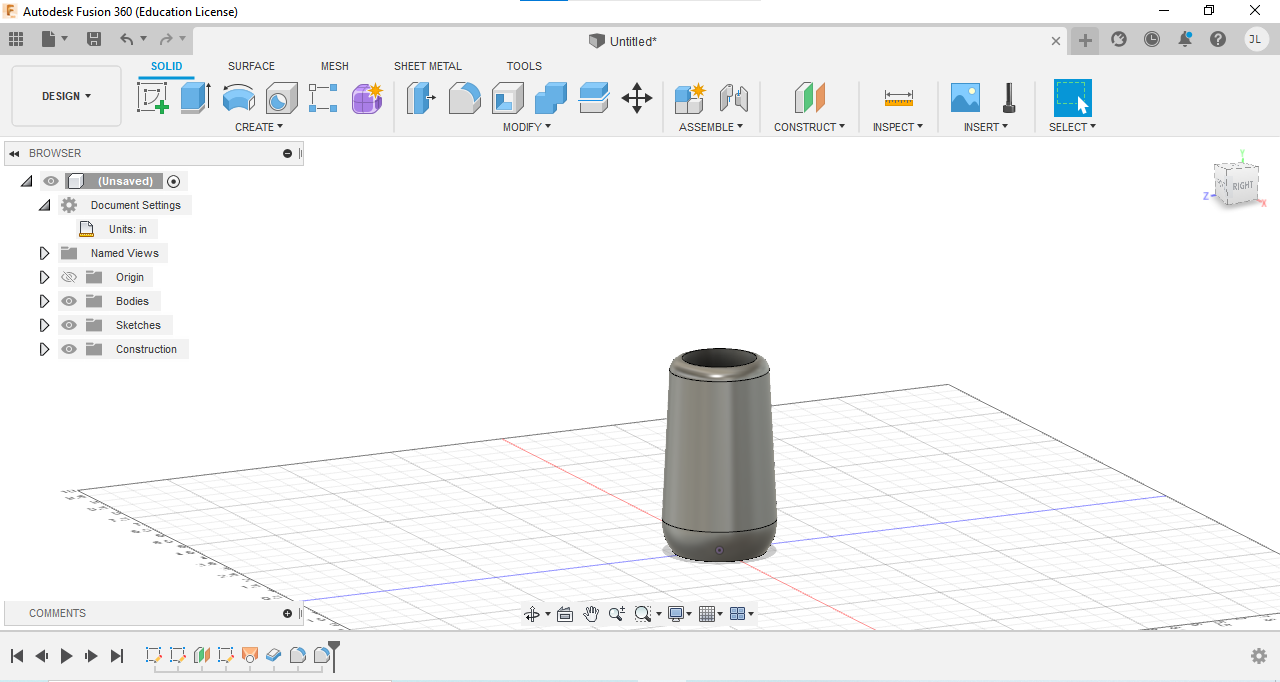 Autodesk Fusion 360 (Education License)
Untitled*
JL
DESIGN
SOLID SURFACE MESH SHEET METAL TOOLS
CREATE MODIFY ASSEMBLE CONSTRUCT INSPECT INSERT SELECT
BROWSER
(Unsaved)
Document Settings
Units: in
Named Views
Origin
Bodies
Sketches
Construction
Y
RIGHT
Z
X
COMMENTS